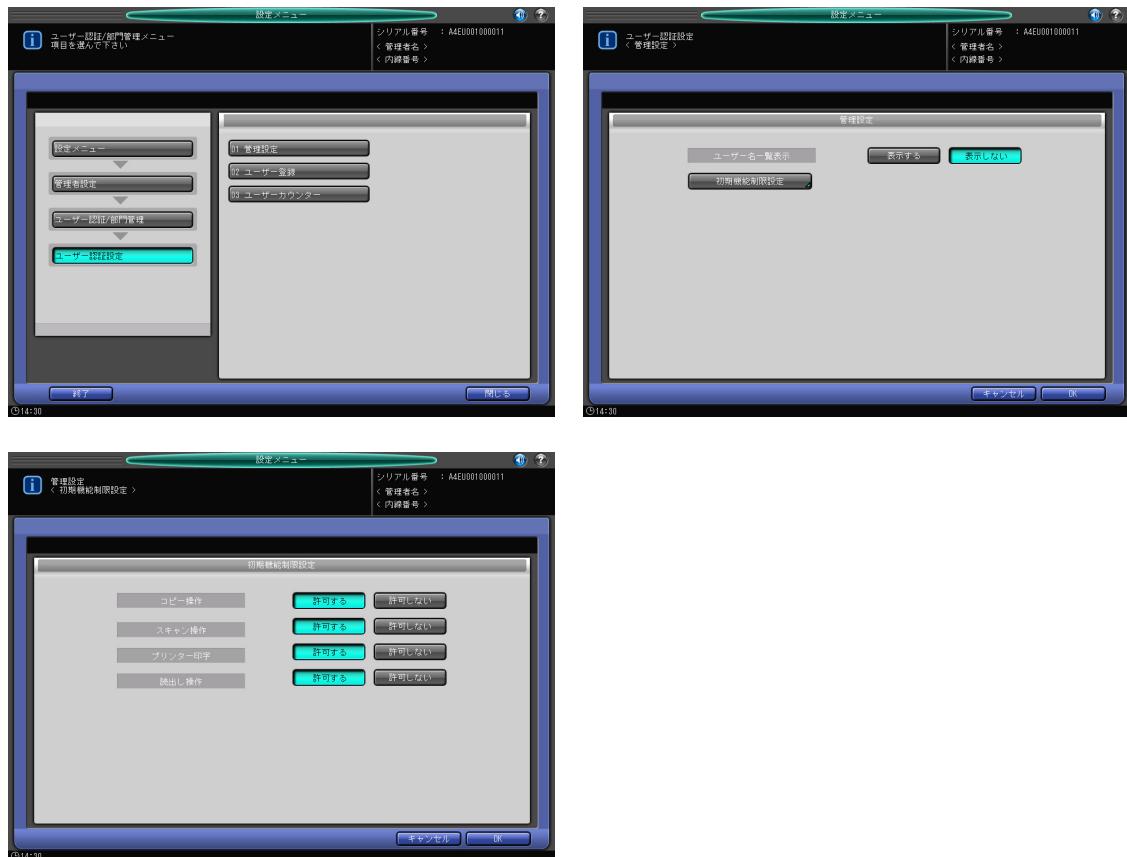 設定メニュー
ユーザー認証/部門管理メニュー
項目を選んで下さい
シリアル番号 : A4EU001000011
< 管理者名 >
< 内線番号 >
設定メニュー
管理者設定
ユーザー認証/部門管理
ユーザー認証設定
01 管理設定
02 ユーザー登録
03 ユーザーカウンター
終了
閉じる
14:30
設定メニュー
ユーザー認証設定
< 管理設定 >
シリアル番号 : A4EU001000011
< 管理者名 >
< 内線番号 >
管理設定
ユーザー名一覧表示 表示する 表示しない
初期機能制限設定
キャンセル OK
14:30
設定メニュー
管理設定
< 初期機能制限設定 >
シリアル番号 : A4EU001000011
< 管理者名 >
< 内線番号 >
初期機能制限設定
コピー操作 許可する 許可しない
スキャン操作 許可する 許可しない
プリンター印字 許可する 許可しない
読出し操作 許可する 許可しない
キャンセル OK
14:30